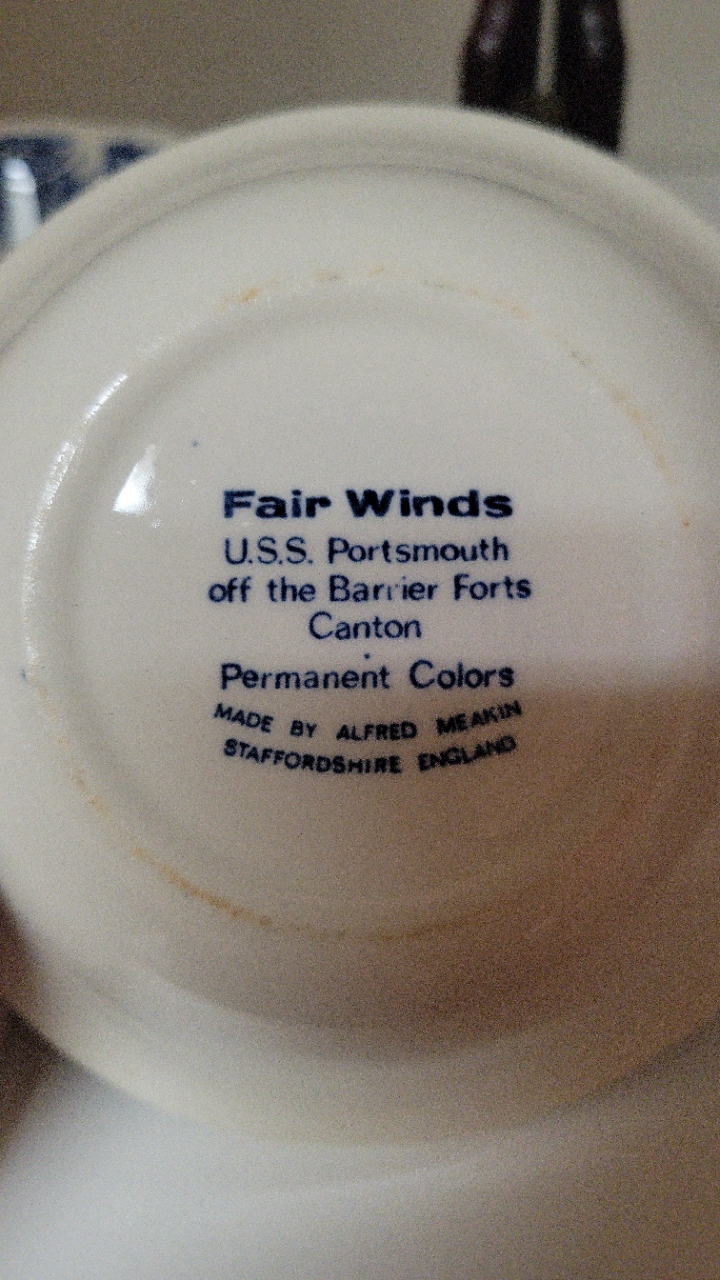 Fair Winds
U.S.S. Portsmouth
off the Barrier Forts
Canton
Permanent Colors
MADE BY ALFRED MEAKIN
STAFFORDSHIRE ENGLAND